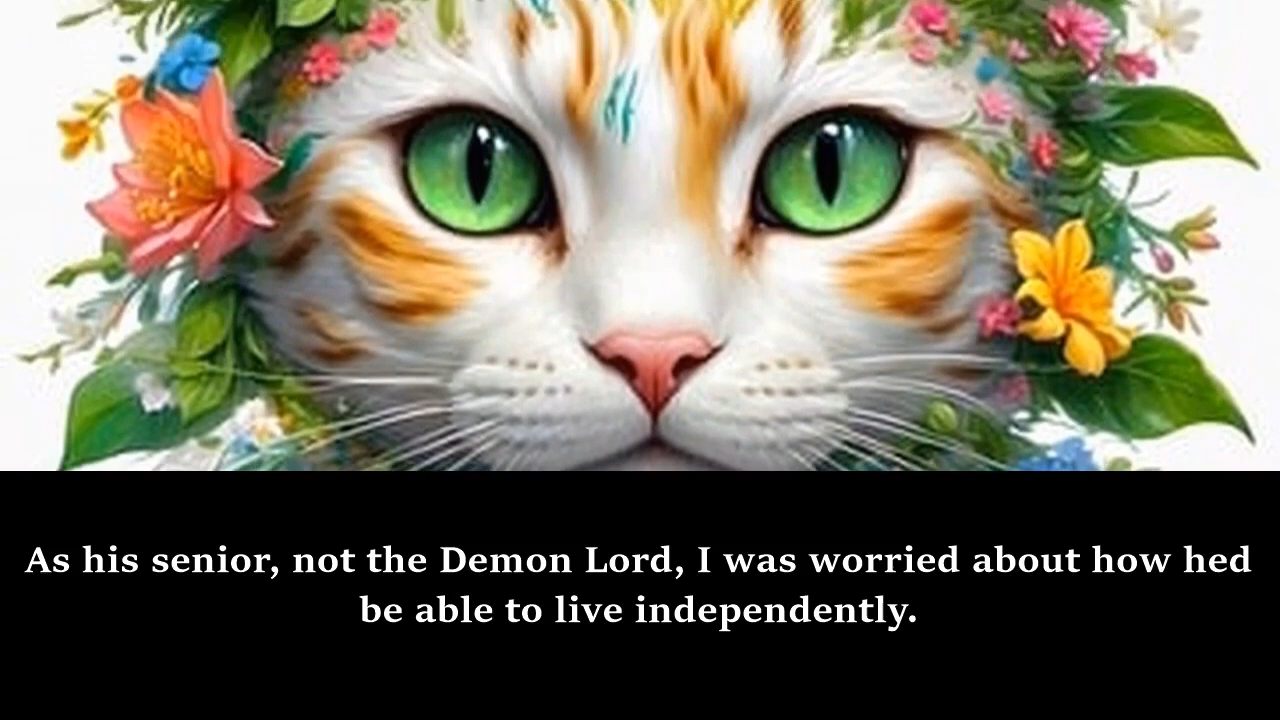 As his senior, not the Demon Lord, I was worried about how hed
be able to live independently.